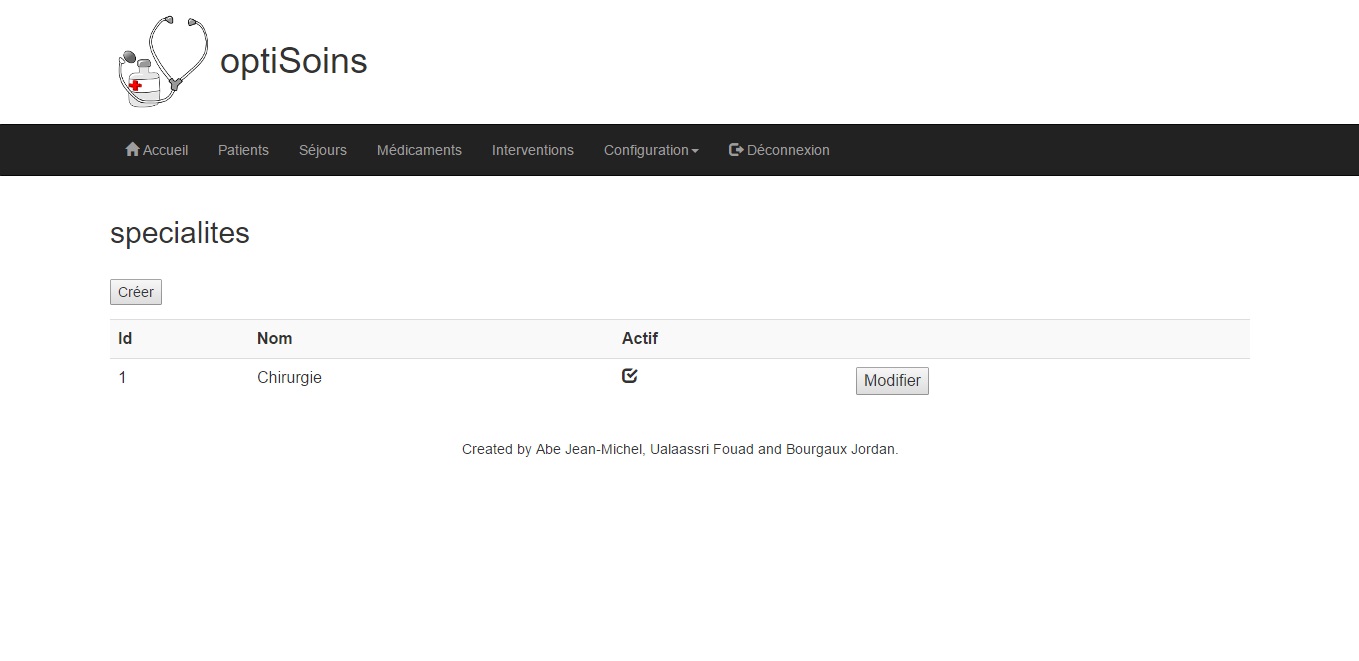 optiSoins
Accueil Patients Séjours Médicaments Interventions Configuration Déconnexion
specialites
Créer
Id Nom Actif
1 Chirurgie Modifier
Created by Abe Jean-Michel, Ualaassri Fouad and Bourgaux Jordan.